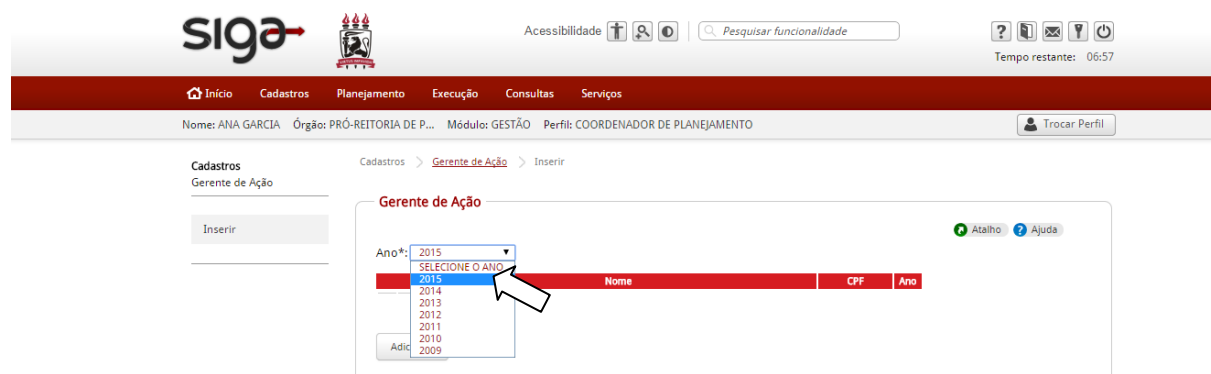 siga
Acessibilidade Pesquisar funcionalidade ?
Tempo restante: 06:57
Início Cadastros Planejamento Execução Consultas Serviços
Nome: ANA GARCIA Órgão: PRÓ-REITORIA DE P... Módulo: GESTÃO Perfil: COORDENADOR DE PLANEJAMENTO Trocar Perfil
Cadastros
Gerente de Ação
Inserir
Cadastros > Gerente de Ação > Inserir
Gerente de Ação
Atalho ? Ajuda
Ano*: 2015
SELECIONE O ANO
2015
2014
2013
2012
2011
2010
2009
Nome CPF Ano
Adic